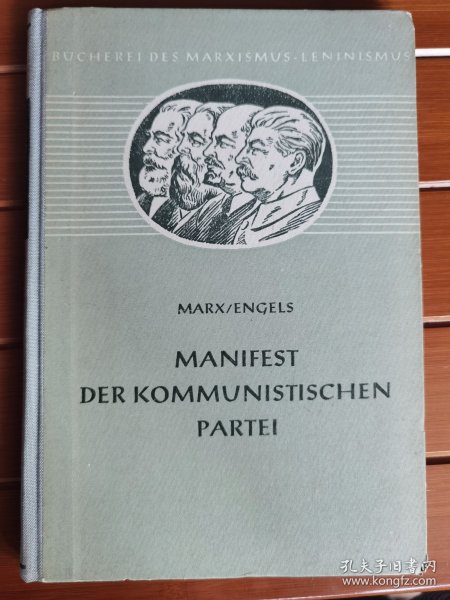 BÜCHEREI DES MARXISMUS-LENINISMUS
MARX/ENGELS
MANIFEST
DER KOMMUNISTISCHEN
PARTEI
孔夫子旧书网
www.kongfz.com